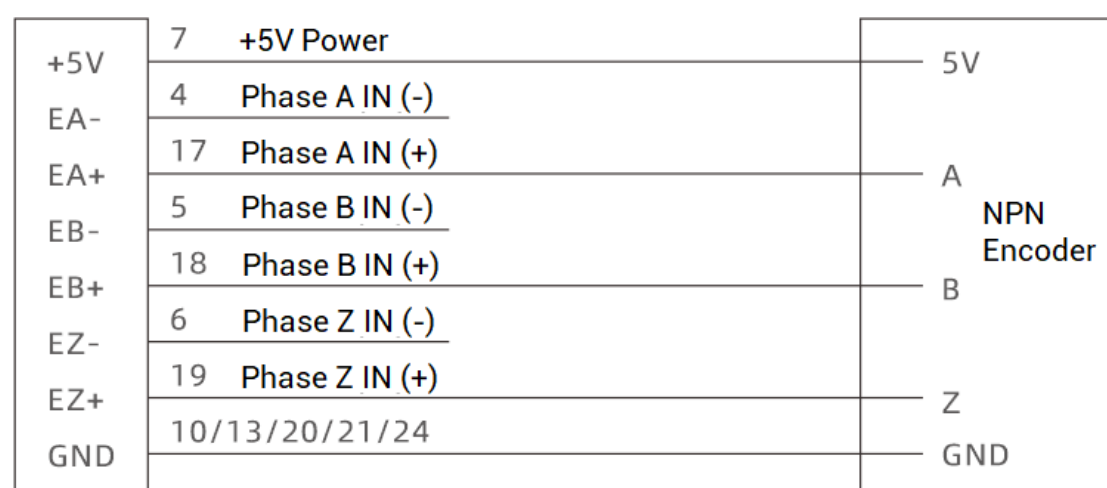 7 +5V Power
+5V 5V
4 Phase A IN (-)
EA-
17 Phase A IN (+)
EA+ A
5 Phase B IN (-)
NPN
EB-
Encoder
18 Phase B IN (+)
EB+ B
6 Phase Z IN (-)
EZ-
19 Phase Z IN (+)
EZ+ Z
10/13/20/21/24
GND GND